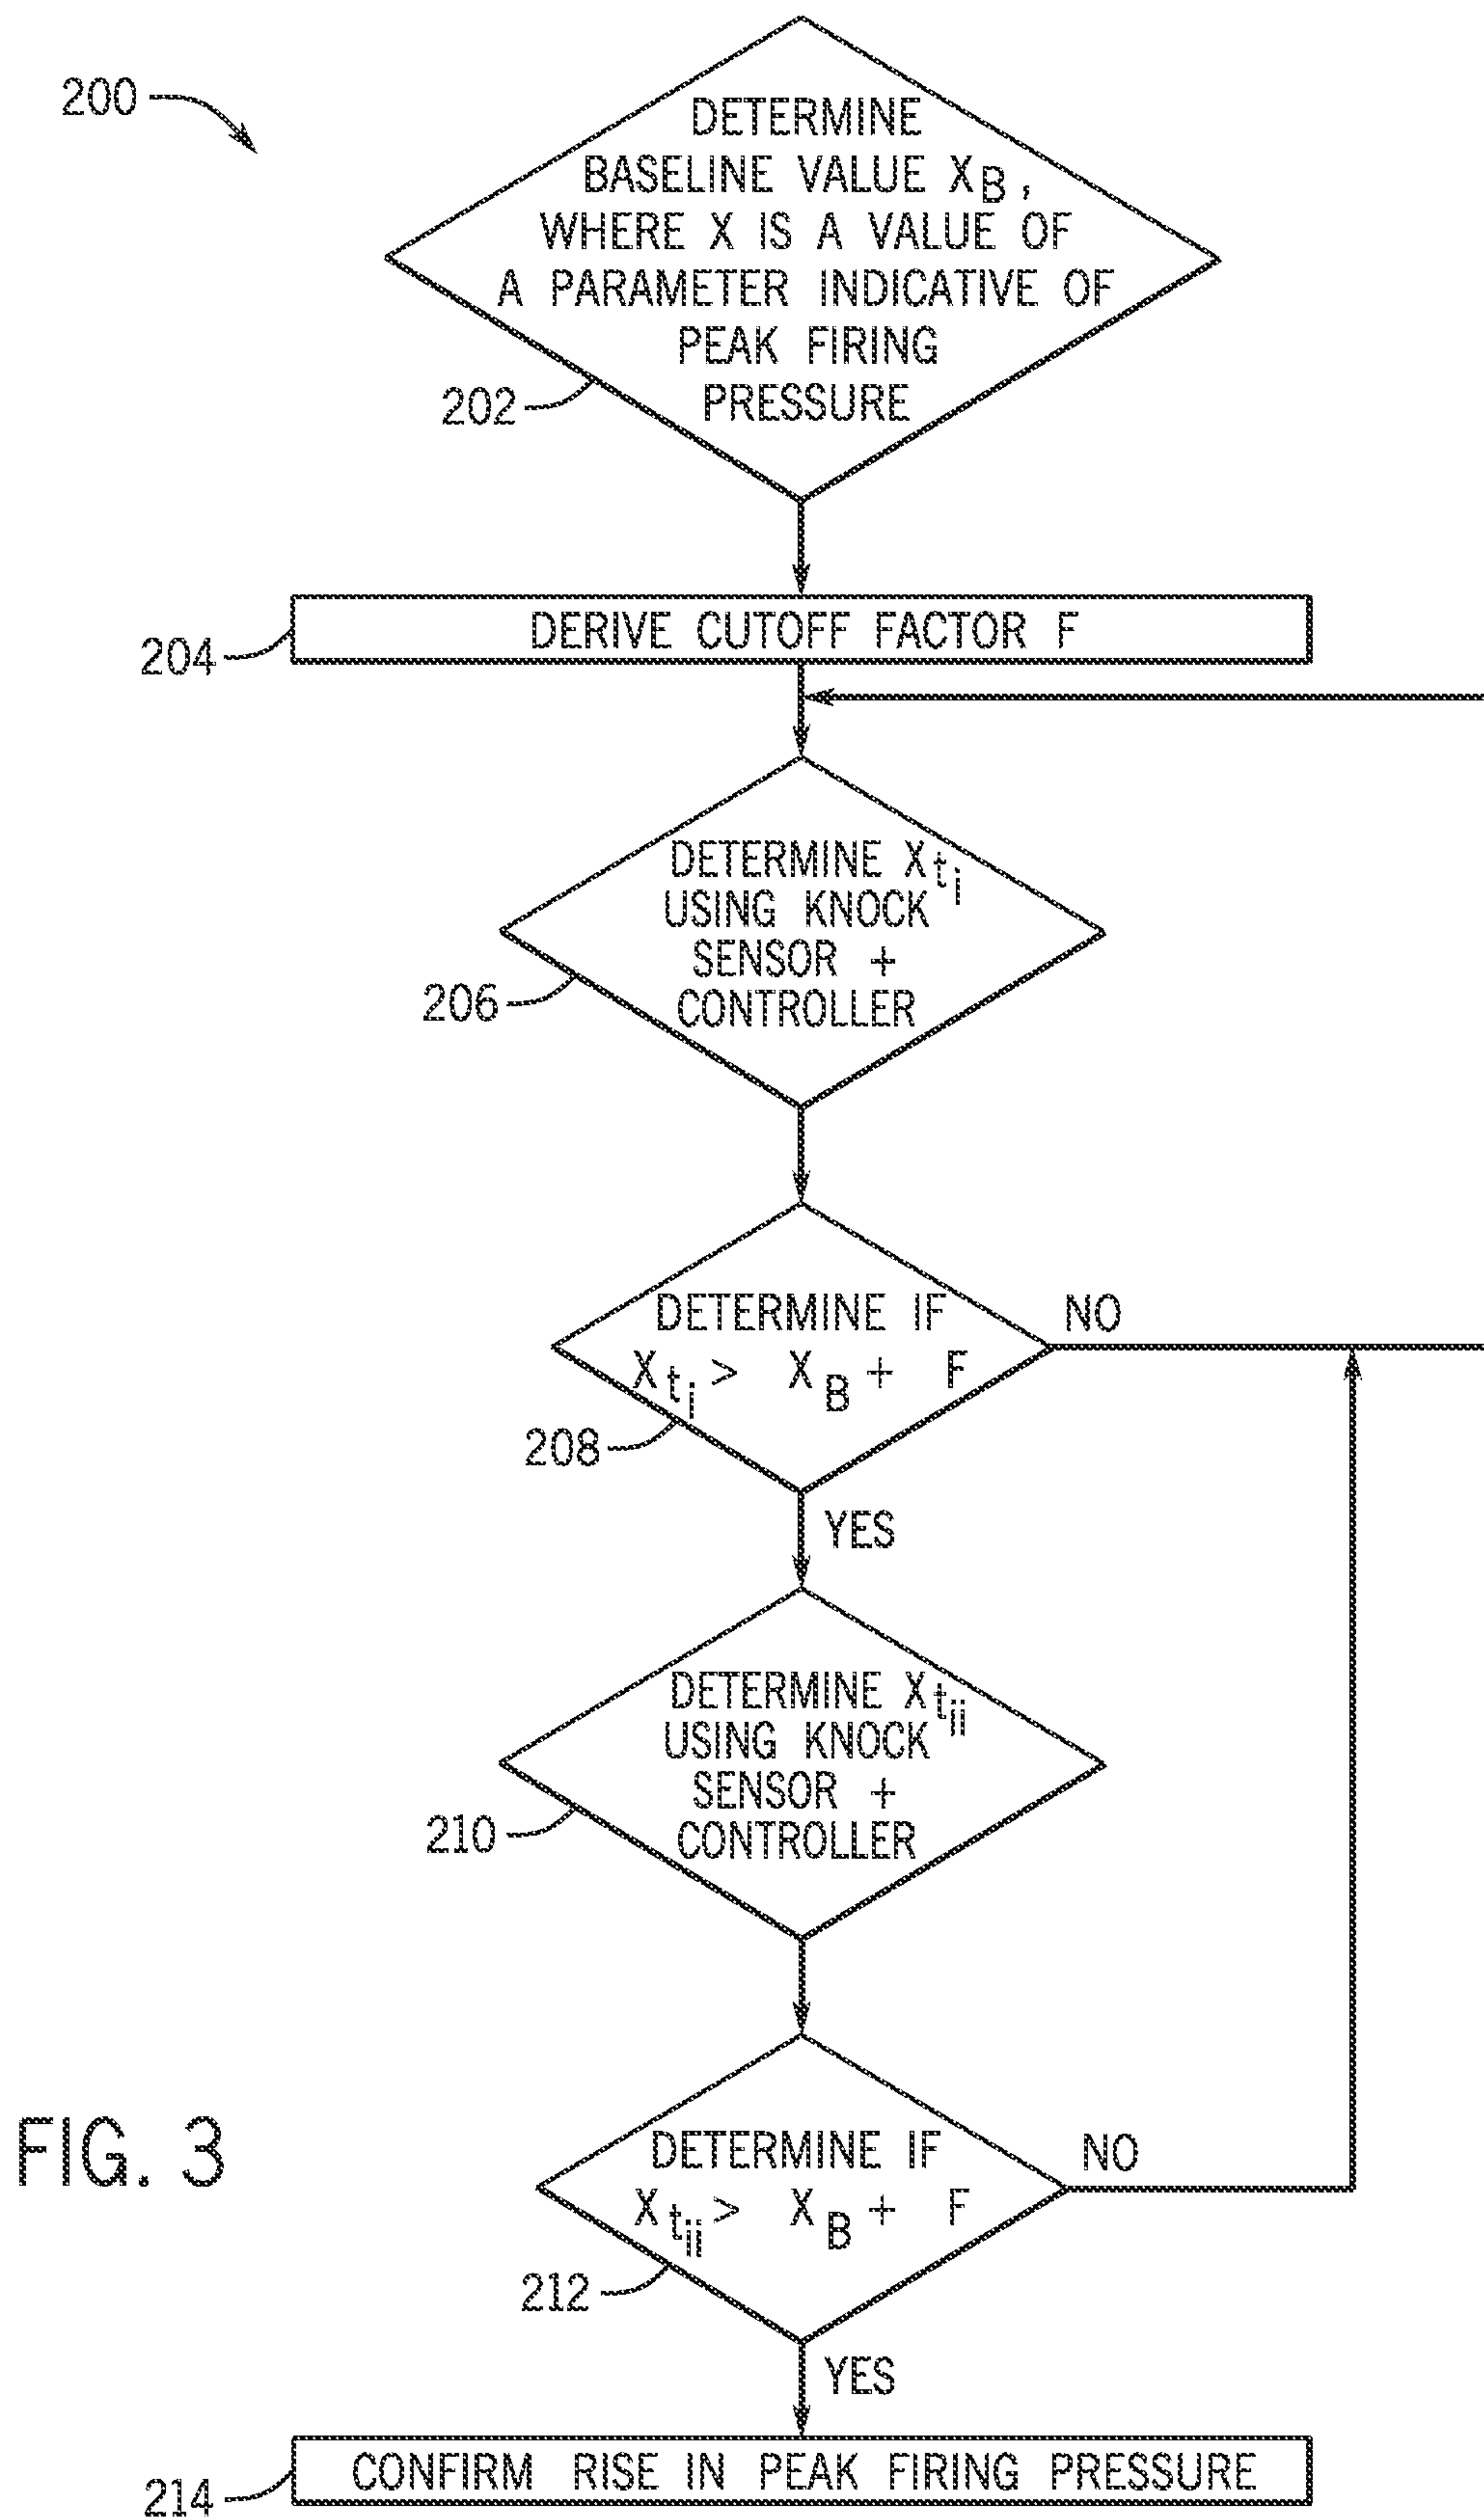 200
DETERMINE
BASELINE VALUE XB,
WHERE X IS A VALUE OF
A PARAMETER INDICATIVE OF
PEAK FIRING
PRESSURE
202
DERIVE CUTOFF FACTOR F
204
DETERMINE Xti
USING KNOCK
SENSOR +
CONTROLLER
206
DETERMINE IF
Xti > XB + F
NO
208
YES
DETERMINE Xtii
USING KNOCK
SENSOR +
CONTROLLER
210
DETERMINE IF
Xtii > XB + F
NO
212
YES
FIG. 3
CONFIRM RISE IN PEAK FIRING PRESSURE
214